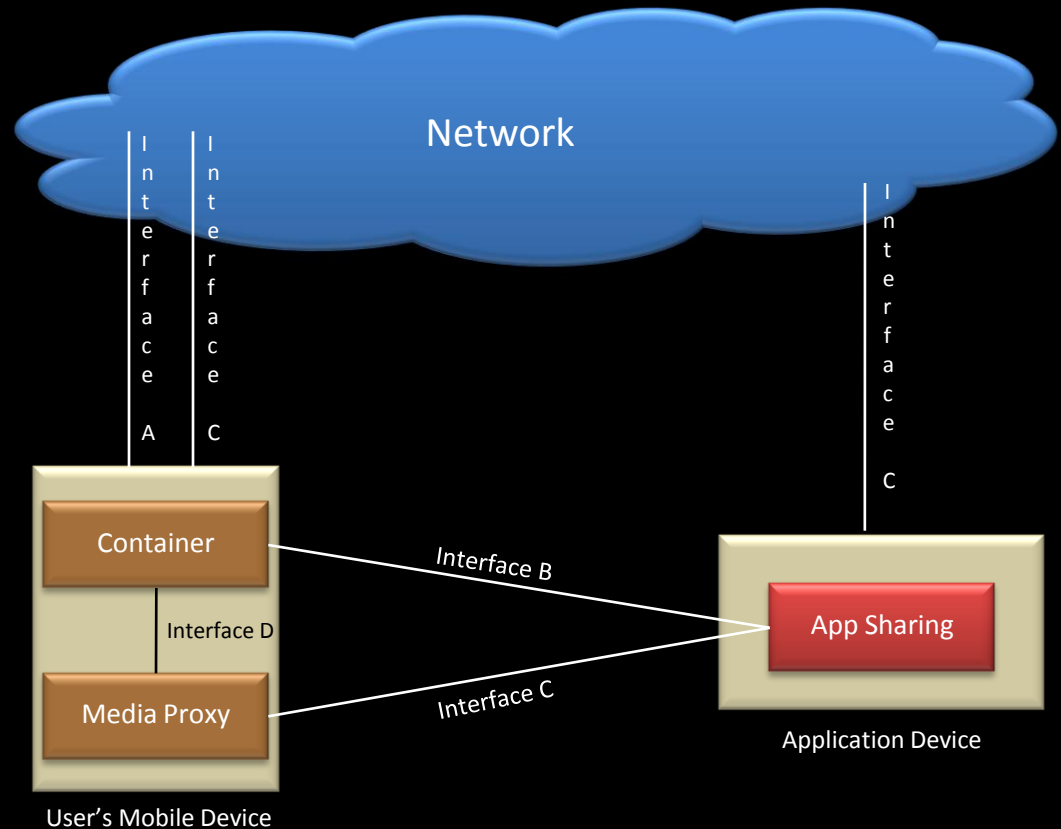 Network
Interface A
Interface C
Interface C
Container
Interface B
App Sharing
Interface D
Interface C
Media Proxy
Application Device
User's Mobile Device